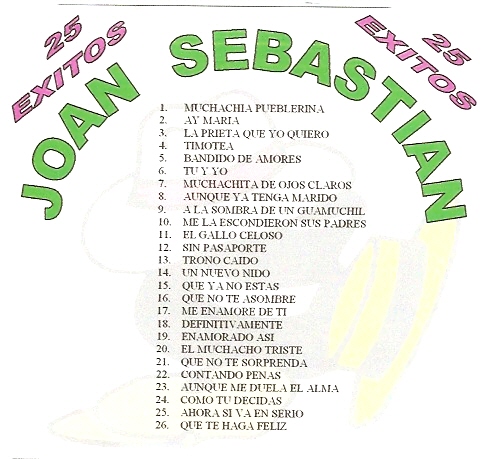 25 EXITOS
JOAN SEBASTIAN
25 EXITOS
1. MUCHACHIA PUEBLERINA
2. AY MARIA
3. LA PRIETA QUE YO QUIERO
4. TIMOTEA
5. BANDIDO DE AMORES
6. TU Y YO
7. MUCHACHITA DE OJOS CLAROS
8. AUNQUE YA TENGA MARIDO
9. A LA SOMBRA DE UN GUAMUCHIL
10. ME LA ESCONDIERON SUS PADRES
11. EL GALLO CELOSO
12. SIN PASAPORTE
13. TRONO CAIDO
14. UN NUEVO NIDO
15. QUE YA NO ESTAS
16. QUE NO TE ASOMBRE
17. ME ENAMORE DE TI
18. DEFINITIVAMENTE
19. ENAMORADO ASI
20. EL MUCHACHO TRISTE
21. QUE NO TE SORPRENDA
22. CONTANDO PENAS
23. AUNQUE ME DUELA EL ALMA
24. COMO TU DECIDAS
25. AHORA SI VA EN SERIO
26. QUE TE HAGA FELIZ